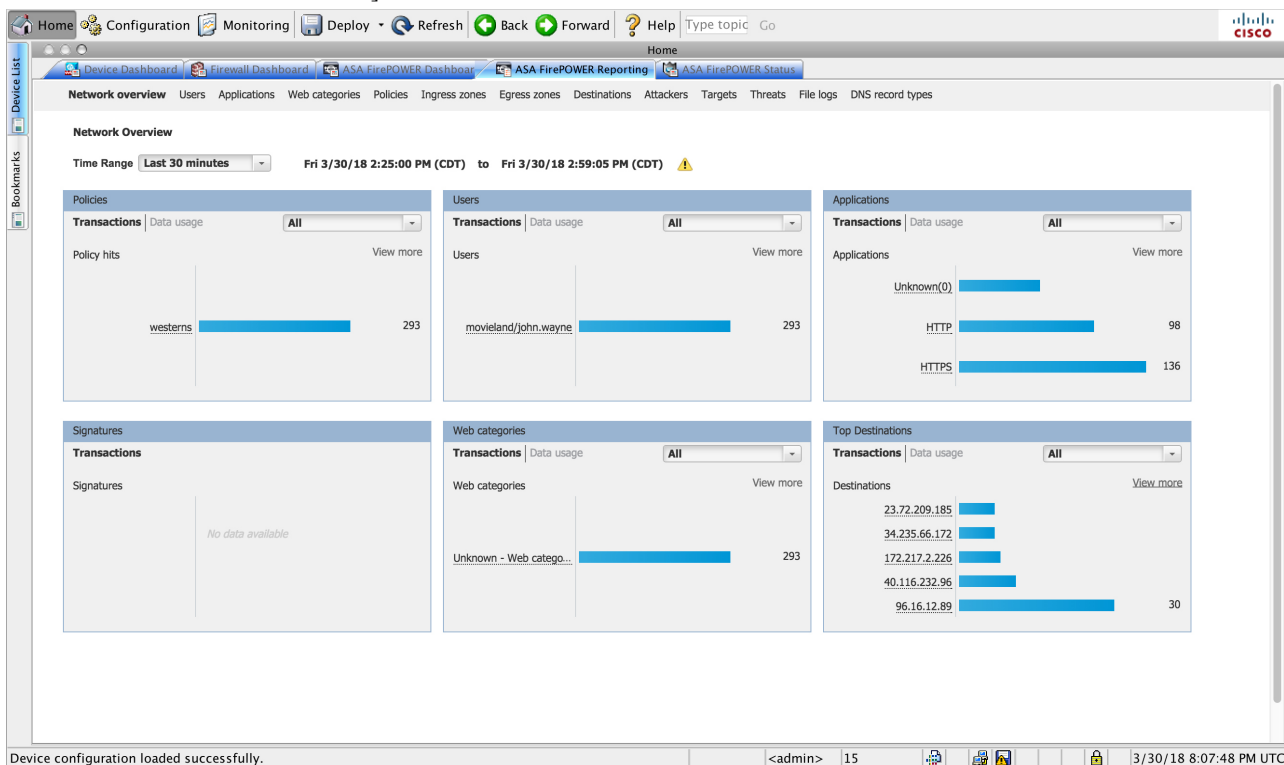 Home Configuration Monitoring Deploy Refresh Back Forward Help Type topic Go
CISCO
Home
Device List
Bookmarks
Device Dashboard Firewall Dashboard ASA FirePOWER Dashboar ASA FirePOWER Reporting ASA FirePOWER Status
Network overview Users Applications Web categories Policies Ingress zones Egress zones Destinations Attackers Targets Threats File logs DNS record types
Network Overview
Time Range Last 30 minutes Fri 3/30/18 2:25:00 PM (CDT) to Fri 3/30/18 2:59:05 PM (CDT)
Policies
Transactions Data usage All
Policy hits View more
westerns 293
Users
Transactions Data usage All
Users View more
movieland/john.wayne 293
Applications
Transactions Data usage All
Applications View more
Unknown(0)
HTTP 98
HTTPS 136
Signatures
Transactions
Signatures
No data available
Web categories
Transactions Data usage All
Web categories View more
Unknown - Web catego... 293
Top Destinations
Transactions Data usage All
Destinations View more
23.72.209.185
34.235.66.172
172.217.2.226
40.116.232.96
96.16.12.89 30
Device configuration loaded successfully. <admin> 15 3/30/18 8:07:48 PM UTC